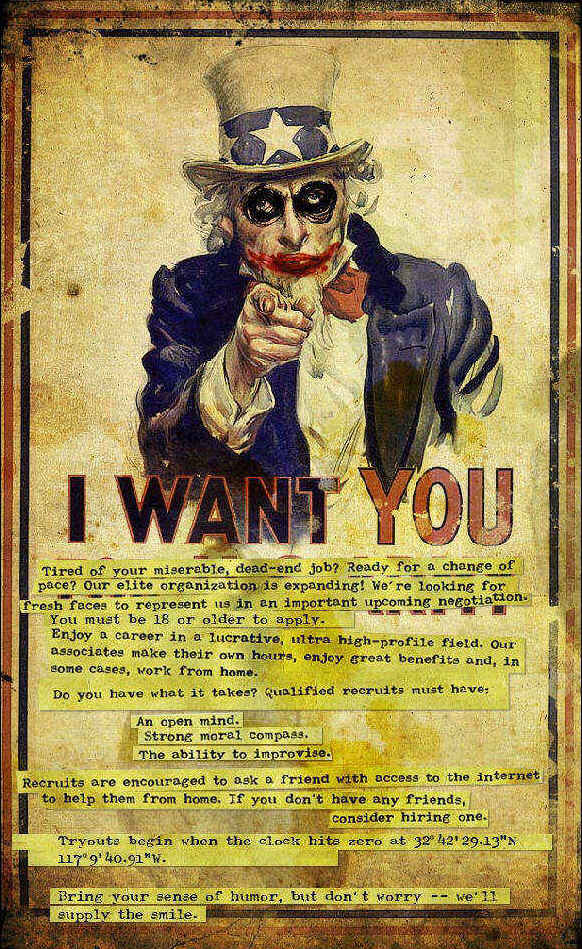 I WANT YOU
Tired of your miserable, dead-end job? Ready for a change of
pace? Our elite organization is expanding! We're looking for
fresh faces to represent us in an important upcoming negotiation.
You must be 18 or older to apply.
Enjoy a career in a lucrative, ultra high-profile field. Our
associates make their own hours, enjoy great benefits and, in
some cases, work from home.
Do you have what it takes? Qualified recruits must have:
An open mind.
Strong moral compass.
The ability to improvise.
Recruits are encouraged to ask a friend with access to the internet
to help them from home. If you don't have any friends,
consider hiring one.
Tryouts begin when the clock hits zero at 32°42'29.13"N
117°9'40.91"W.
Bring your sense of humor, but don't worry -- we'll
supply the smile.